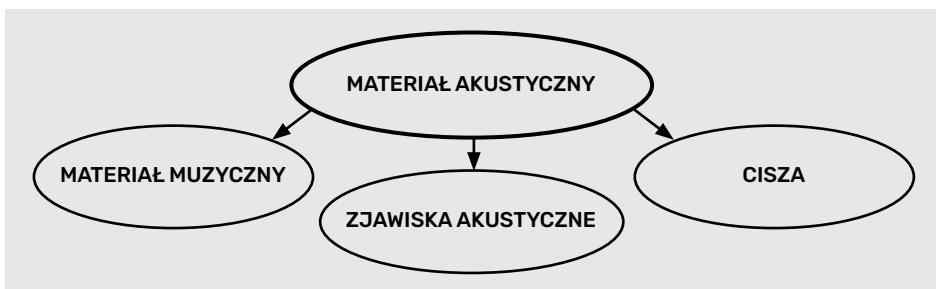 MATERIAŁ AKUSTYCZNY
MATERIAŁ MUZYCZNY
ZJAWISKA AKUSTYCZNE
CISZA